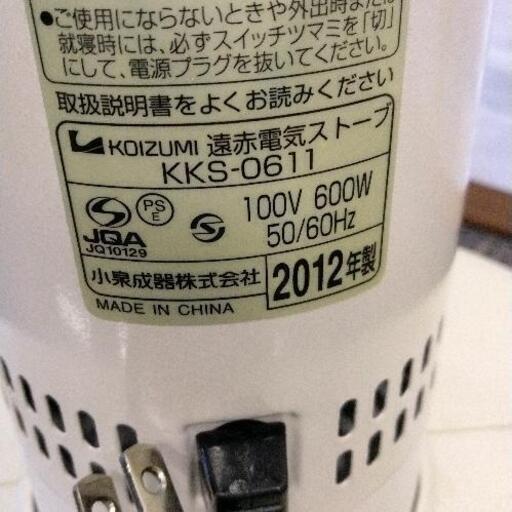 ●ご使用にならないときや外出時または
就寝時には、必ずスイッチツマミを「切」
にして、電源プラグを抜いてください。
取扱説明書をよくお読みください
KOIZUMI 遠赤電気ストーブ
KKS-0611
PSE
JQA
JQ10129
100V 600W
50/60Hz
小泉成器株式会社
2012年製
MADE IN CHINA